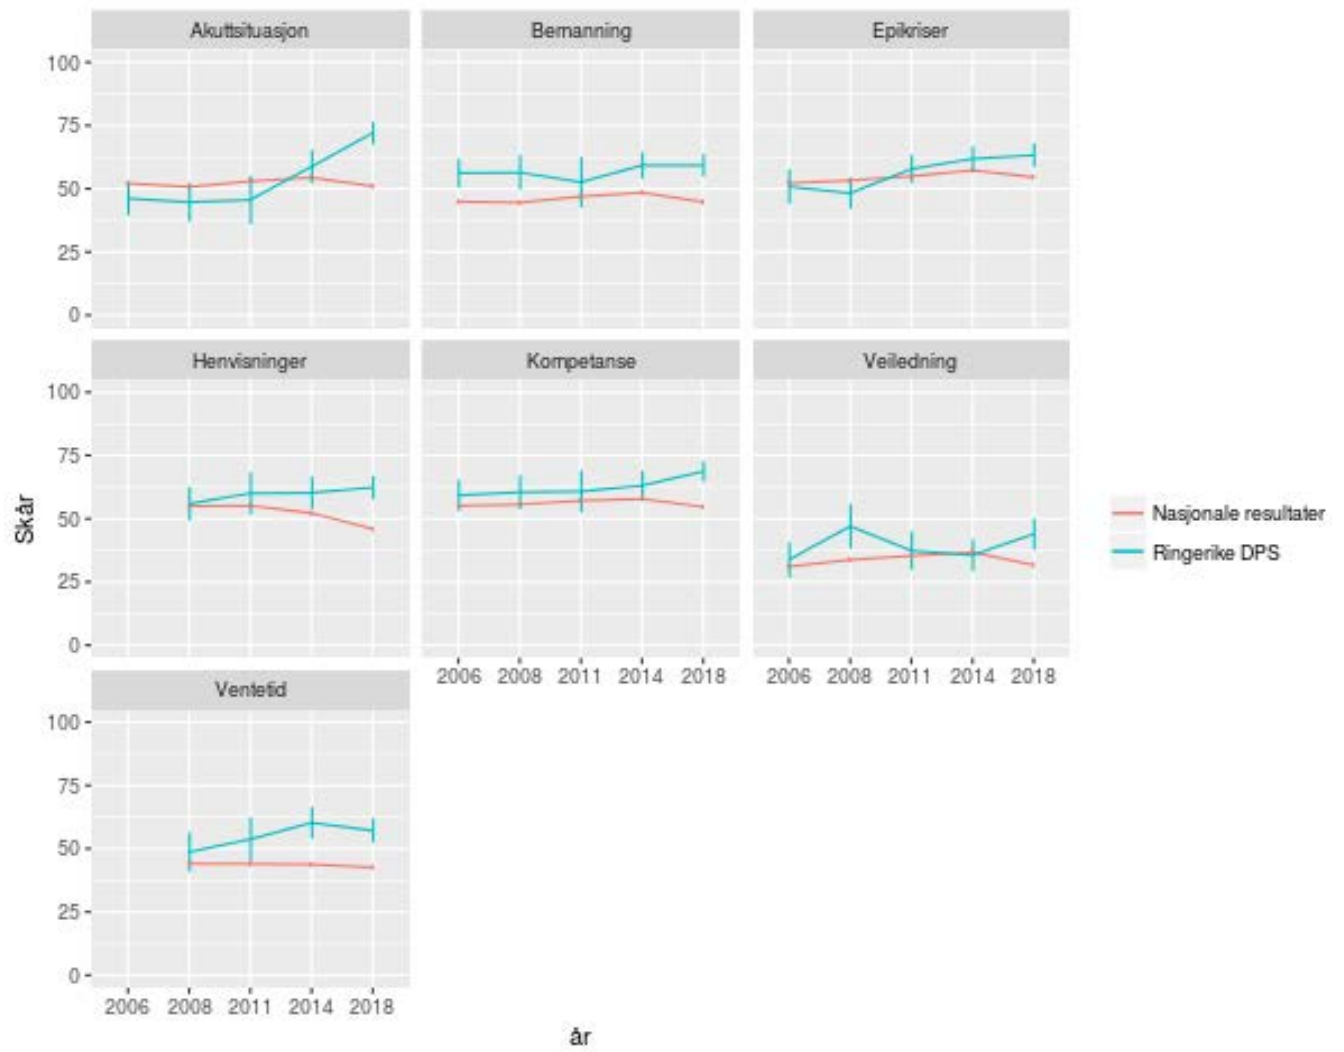 Akuttsituasjon Bemanning Epikriser
100
75
50
25
0
Henvisninger Kompetanse Veiledning
100
75
50
25
0
Skår
Nasjonale resultater
Ringerike DPS
2006 2008 2011 2014 2018 2006 2008 2011 2014 2018
Ventetid
100
75
50
25
0
2006 2008 2011 2014 2018
år